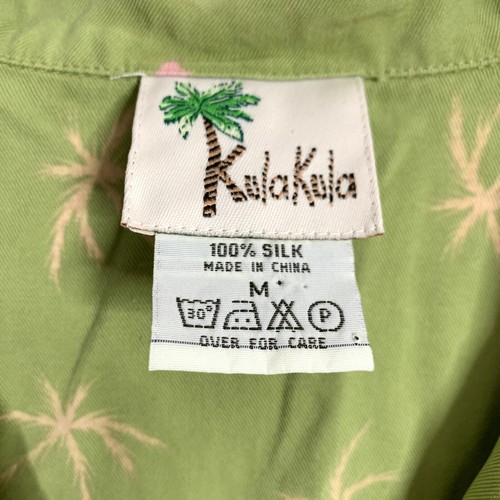 KulaKula
100% SILK
MADE IN CHINA
M
30° P
OVER FOR CARE